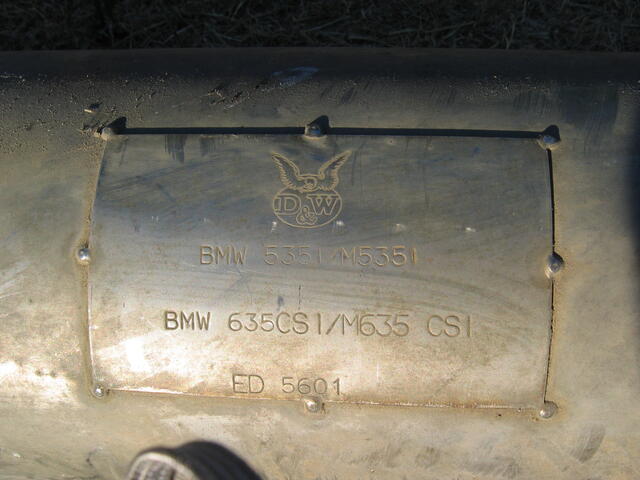 D&W
BMW 535I/M535I
BMW 635CSI/M635 CSI
ED 5601